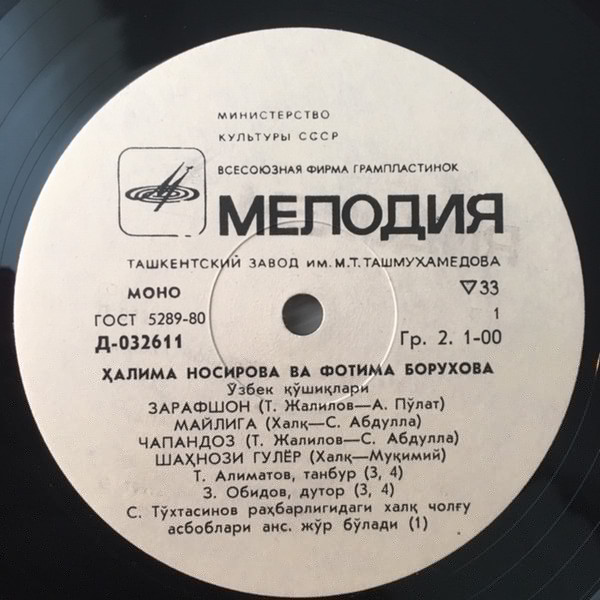 МИНИСТЕРСТВО
КУЛЬТУРЫ СССР
ВСЕСОЮЗНАЯ ФИРМА ГРАМПЛАСТИНОК
МЕЛОДИЯ
ТАШКЕНТСКИЙ ЗАВОД ИМ. М.Т. ТАШМУҲАМЕДОВА
МОНО ▽33
ГОСТ 5289-80 1
Д-032611 Гр. 2. 1-00
ҲАЛИМА НОСИРОВА ВА ФОТИМА БОРУХОВА
Ўзбек қўшиқлари
ЗАРАФШОН (Т. Жалилов—А. Пўлат)
МАЙЛИГА (Халқ—С. Абдулла)
ЧАПАНДОЗ (Т. Жалилов—С. Абдулла)
ШАҲНОЗИ ГУЛЁР (Халқ—Муқимий)
Т. Алиматов, танбур (3, 4)
З. Обидов, дутор (3, 4)
С. Тўхтасинов раҳбарлигидаги халқ чолғу
асбоблари анс. жўр бўлади (1)